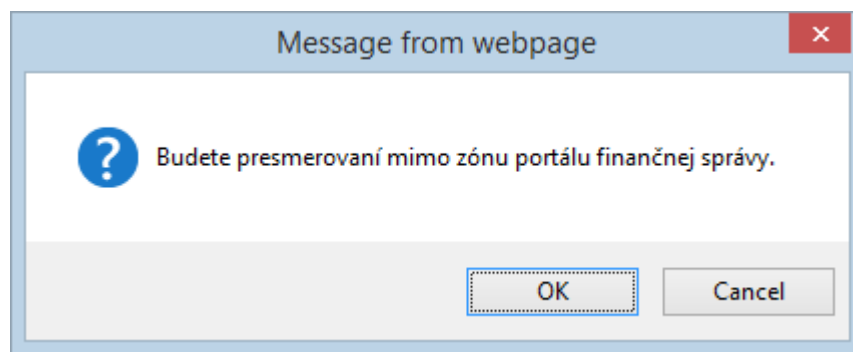 Message from webpage
Budete presmerovaní mimo zónu portálu finančnej správy.
OK
Cancel